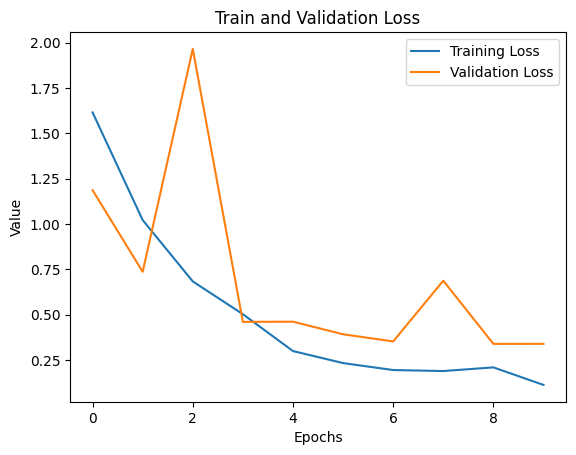 Train and Validation Loss
Training Loss
Validation Loss
2.00
1.75
1.50
1.25
1.00
0.75
0.50
0.25
Value
0
2
4
6
8
Epochs